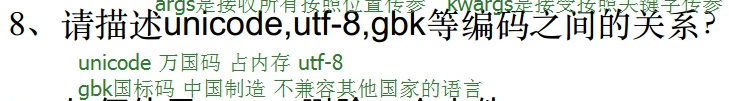 args是接收所有按照位置传参 kwargs是接受按照关键字传参
8、请描述unicode,utf-8,gbk等编码之间的关系？
unicode 万国码 占内存 utf-8
gbk国标码 中国制造 不兼容其他国家的语言